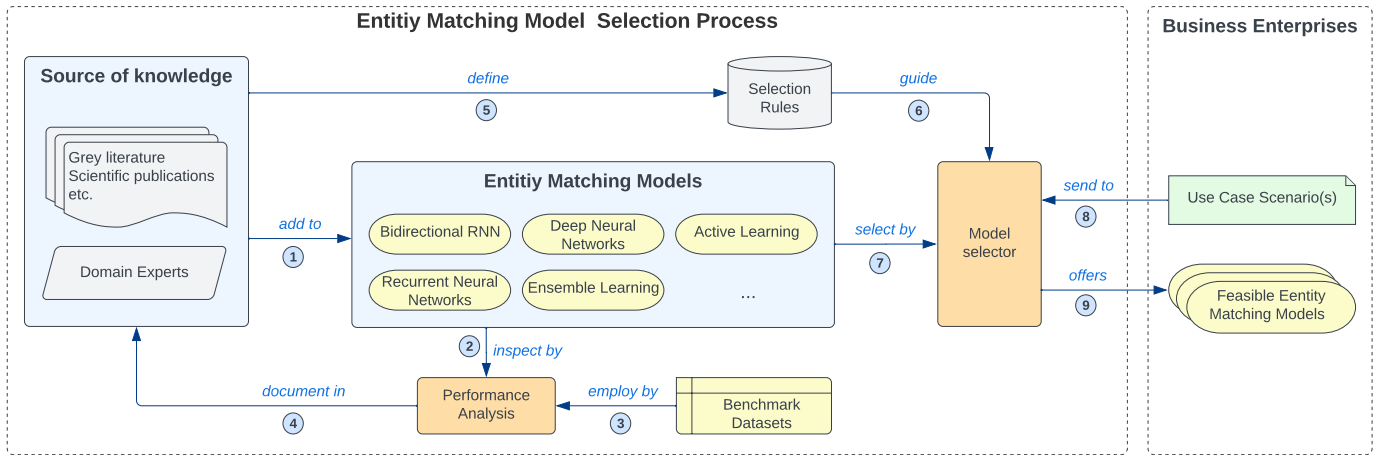 Entitiy Matching Model  Selection Process
Business Enterprises
Source of knowledge
define
5
Selection
Rules
guide
6
Grey literature
Scientific publications
etc.
Domain Experts
add to
1
Entitiy Matching Models
Bidirectional RNN
Deep Neural
Networks
Active Learning
Recurrent Neural
Networks
Ensemble Learning
...
select by
7
Model
selector
send to
8
Use Case Scenario(s)
offers
9
Feasible Eentity
Matching Models
2
inspect by
document in
4
Performance
Analysis
employ by
3
Benchmark
Datasets